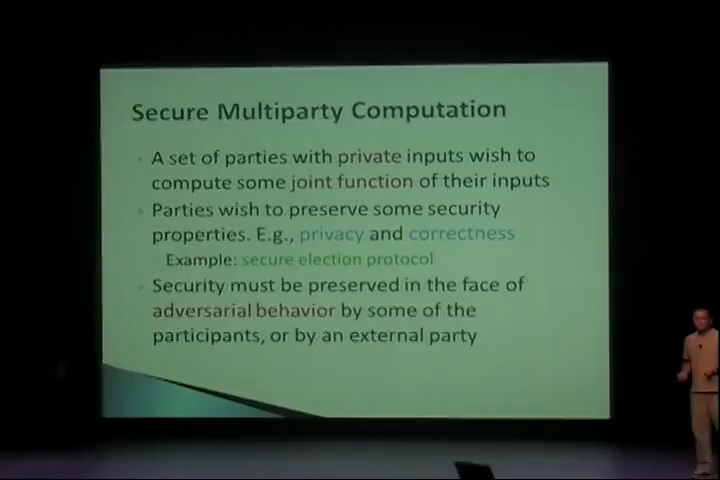 Secure Multiparty Computation
A set of parties with private inputs wish to
compute some joint function of their inputs
Parties wish to preserve some security
properties. E.g., privacy and correctness
Example: secure election protocol
Security must be preserved in the face of
adversarial behavior by some of the
participants, or by an external party